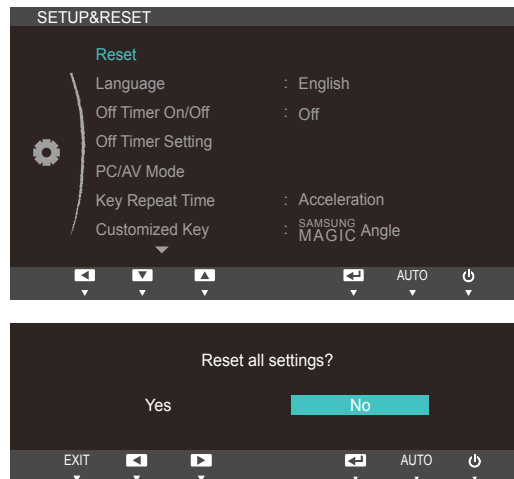 SETUP&RESET
Reset
Language : English
Off Timer On/Off : Off
Off Timer Setting
PC/AV Mode
Key Repeat Time : Acceleration
Customized Key : SAMSUNG MAGIC Angle
AUTO
Reset all settings?
Yes No
EXIT AUTO